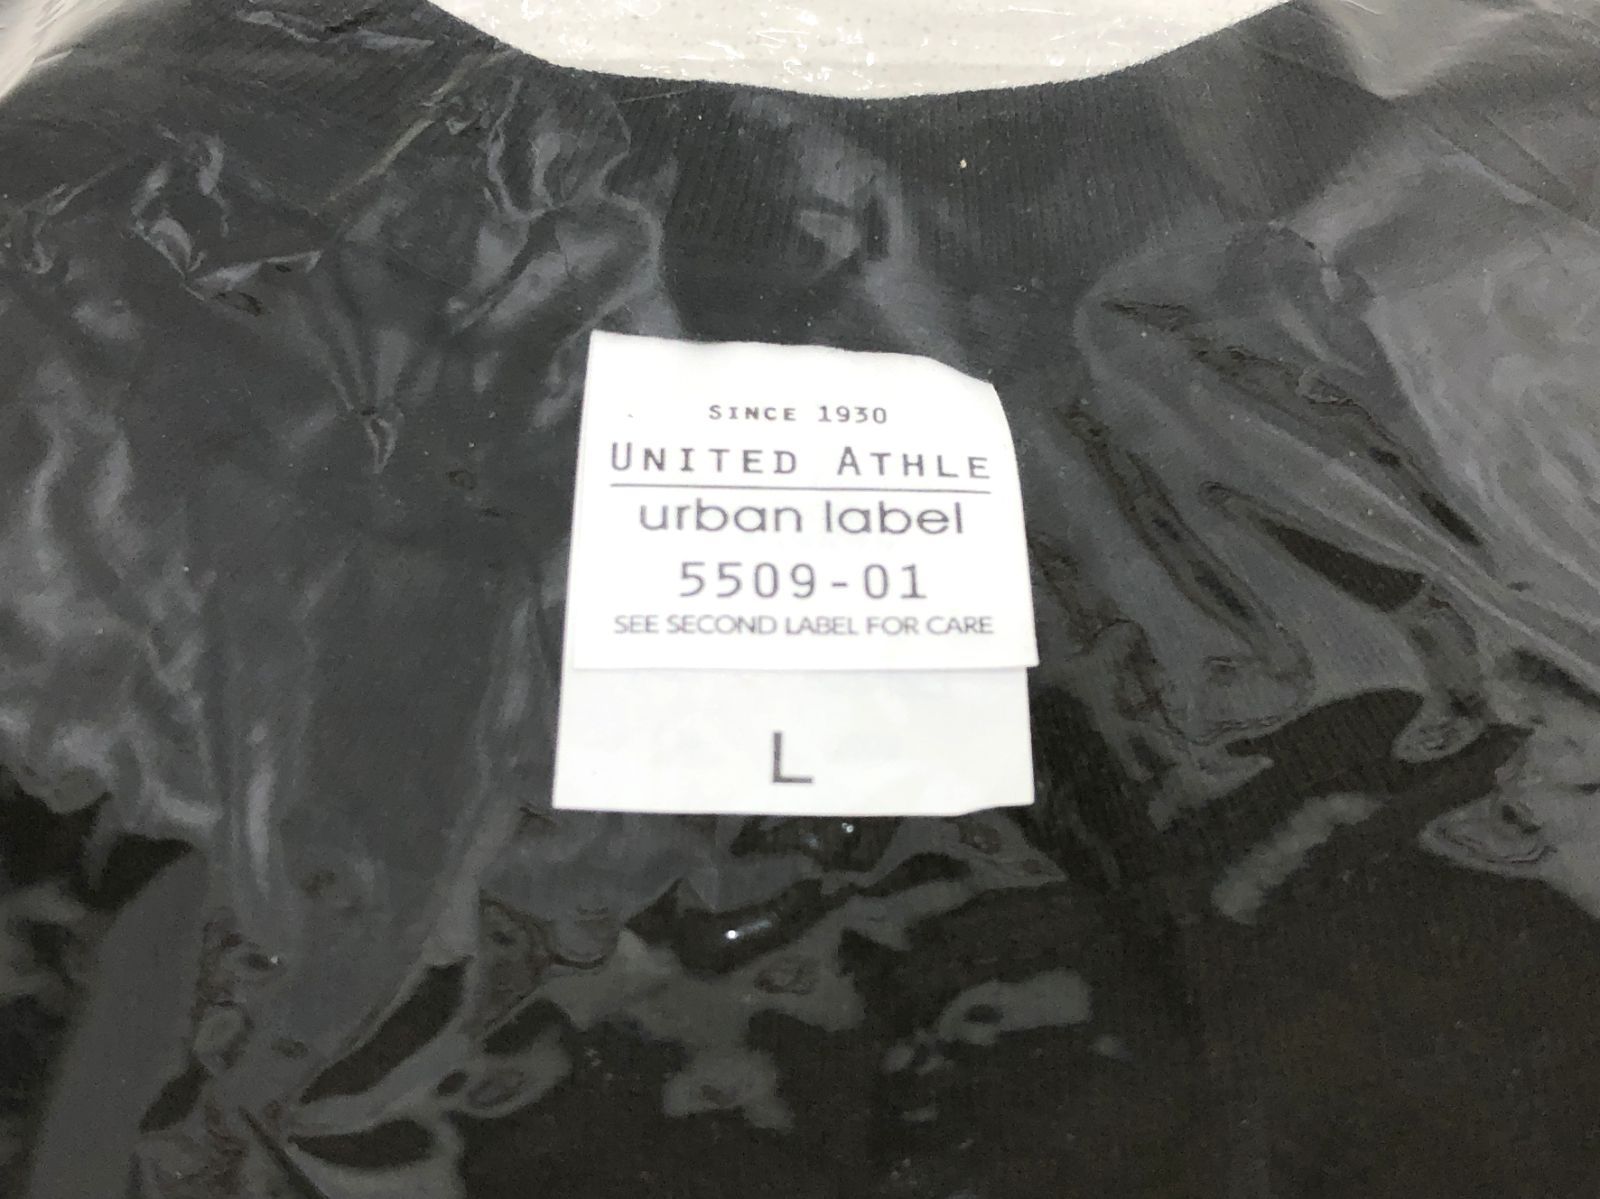 SINCE 1930
UNITED ATHLE
urban label
5509-01
SEE SECOND LABEL FOR CARE
L